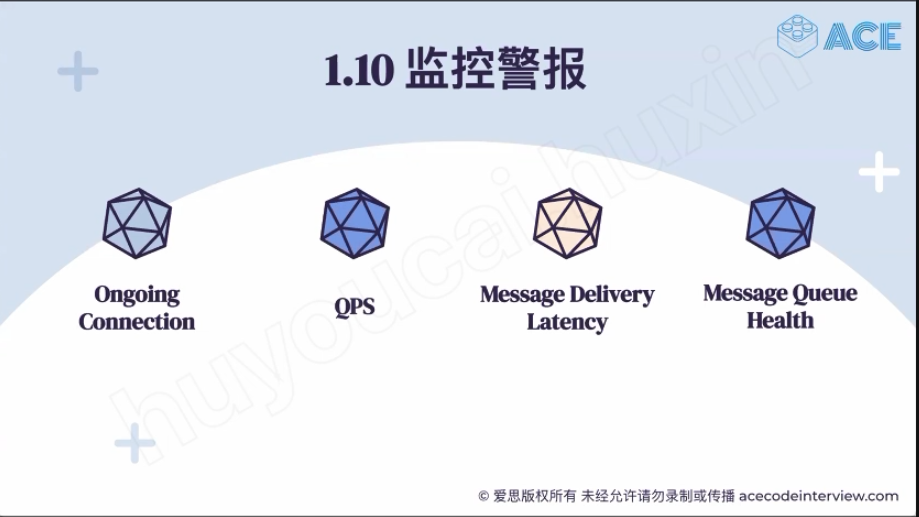 ACE
1.10 监控警报
Ongoing
Connection
QPS
Message Delivery
Latency
Message Queue
Health
huyoucai huxin
© 爱思版权所有 未经允许请勿录制或传播 acecodeinterview.com